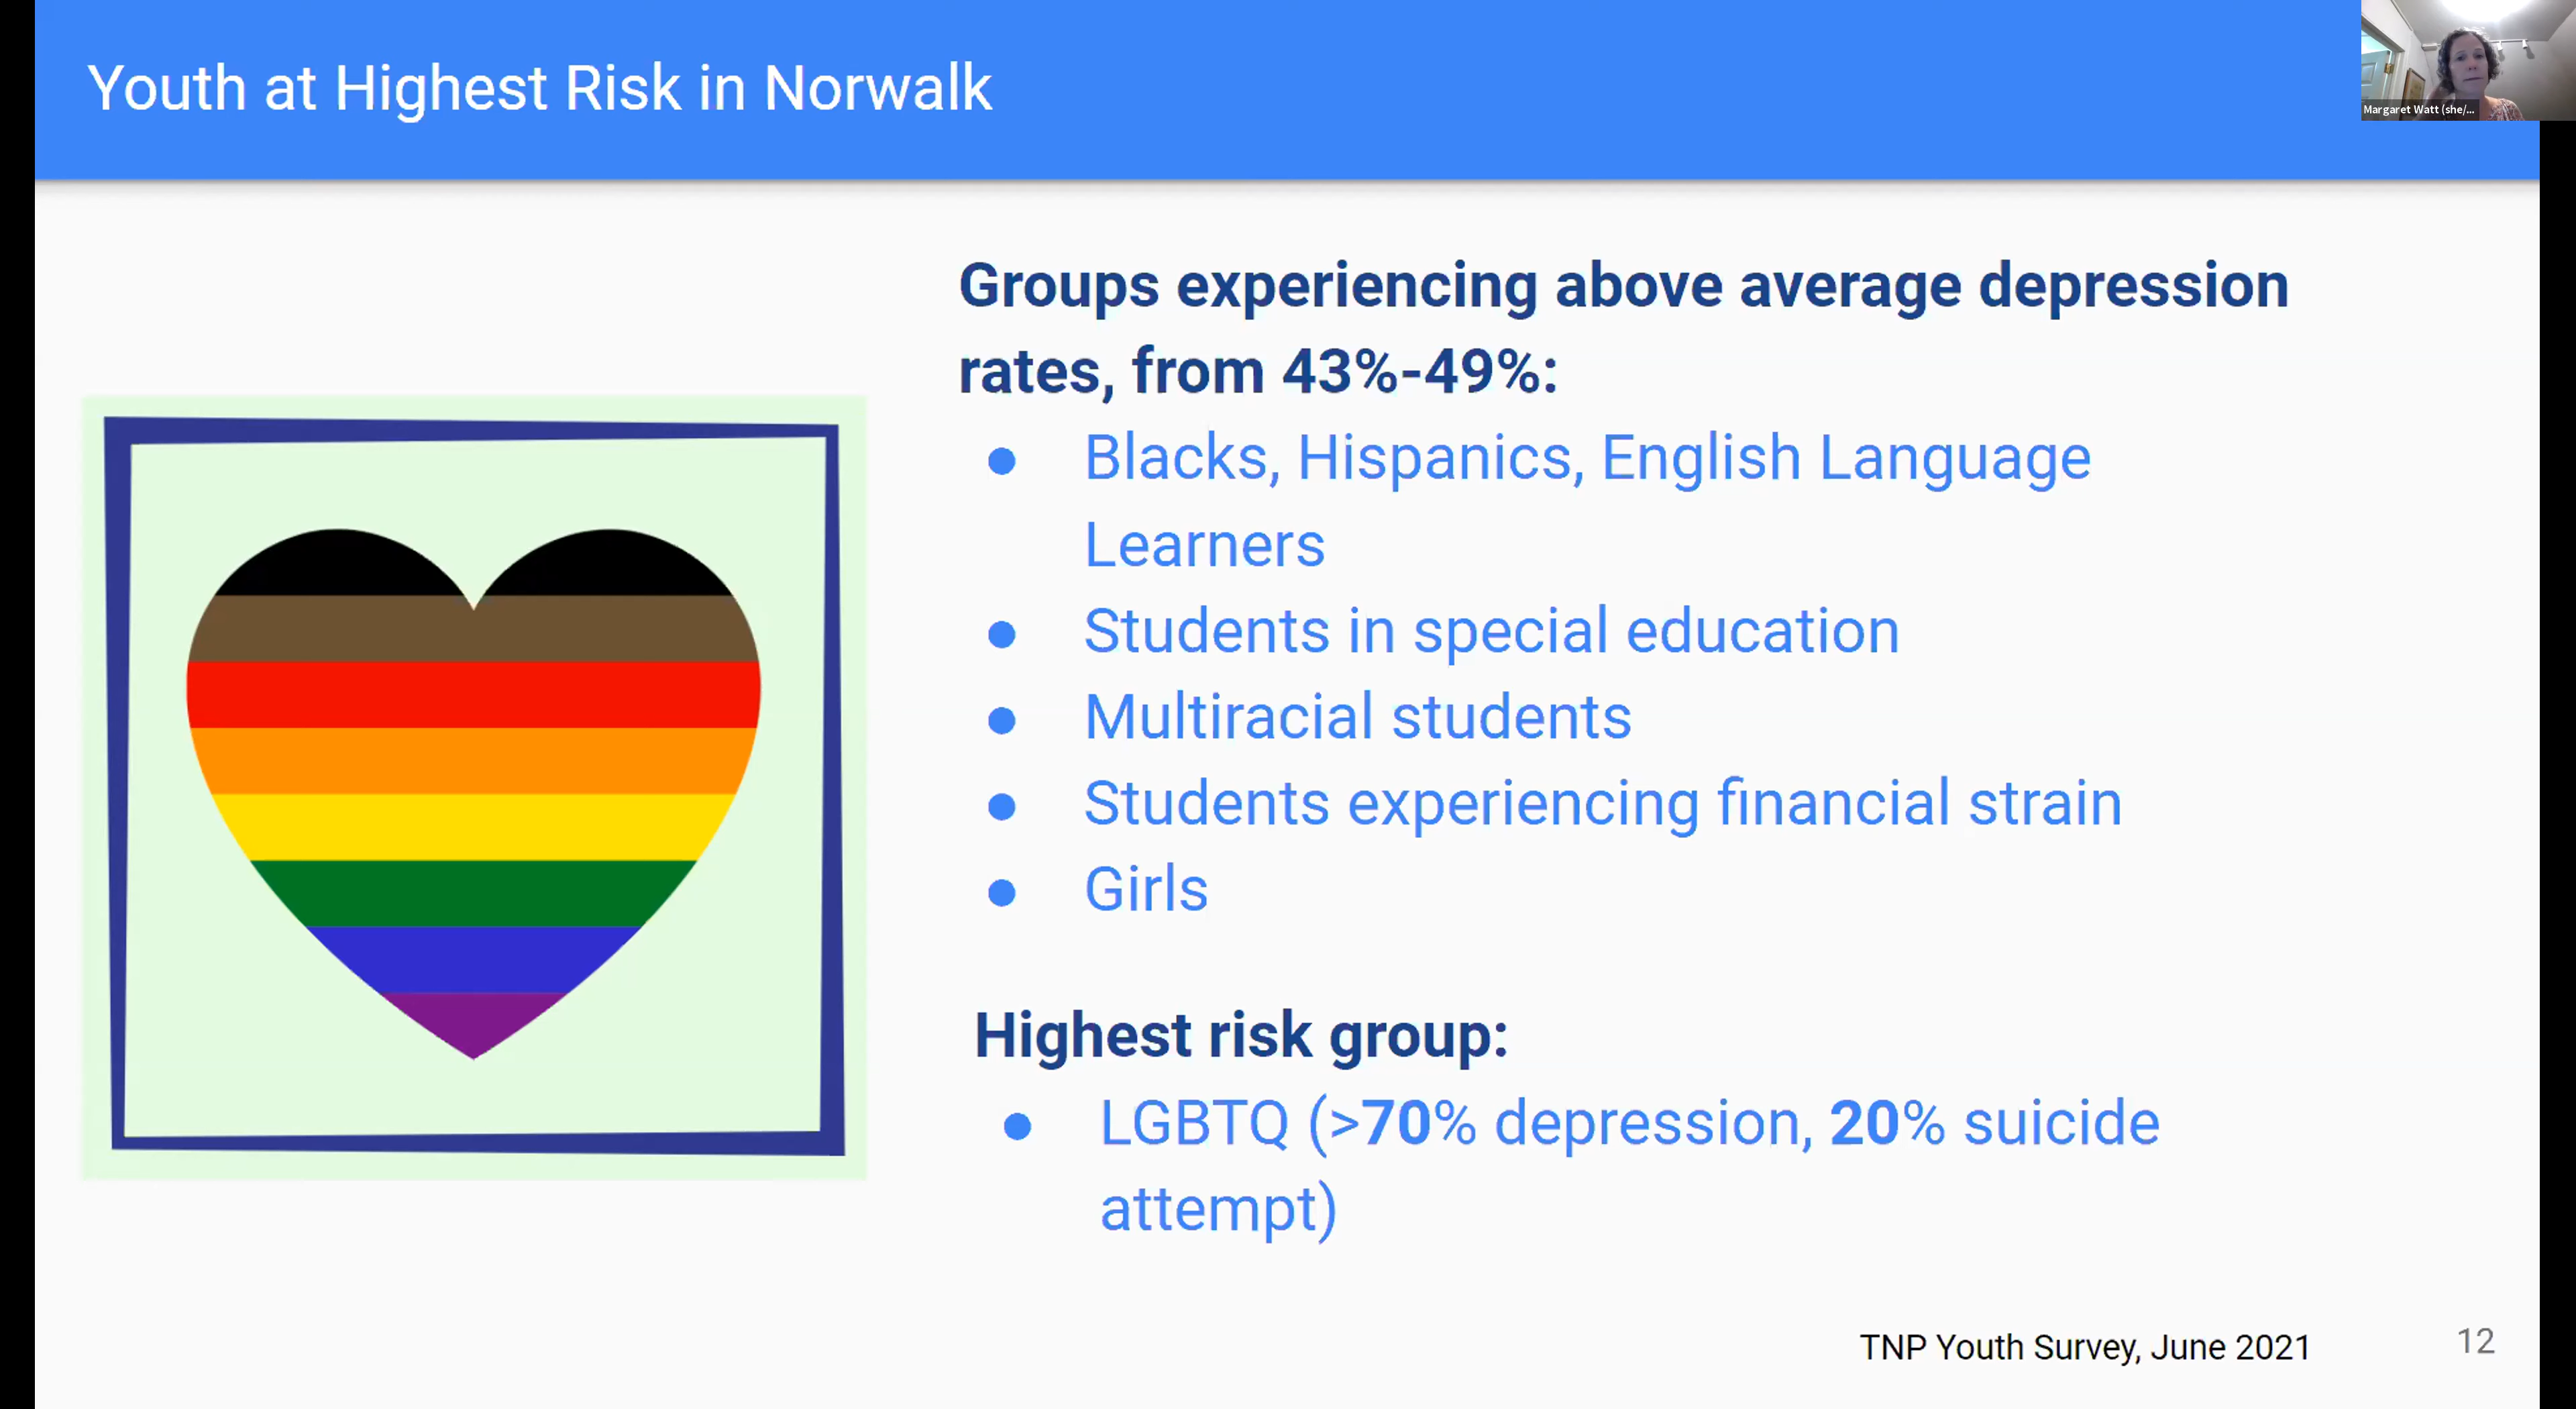 Youth at Highest Risk in Norwalk
Margaret Watt (she/...
Groups experiencing above average depression
rates, from 43%-49%:
● Blacks, Hispanics, English Language
Learners
● Students in special education
● Multiracial students
● Students experiencing financial strain
● Girls
Highest risk group:
● LGBTQ (>70% depression, 20% suicide
attempt)
TNP Youth Survey, June 2021
12